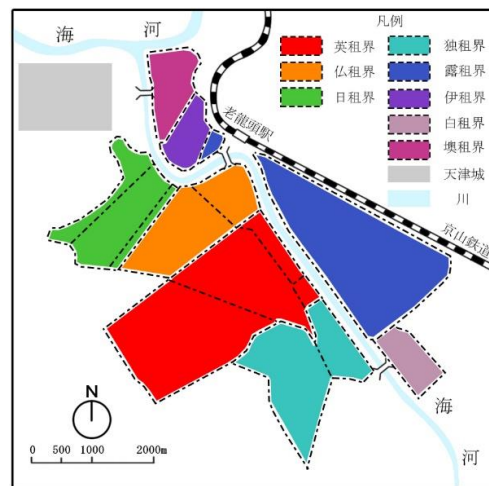 海 河
凡例
英租界
仏租界
日租界
独租界
露租界
伊租界
白租界
墺租界
天津城
川
老龍頭駅
京山鉄道
海
河
N
0 500 1000 2000m